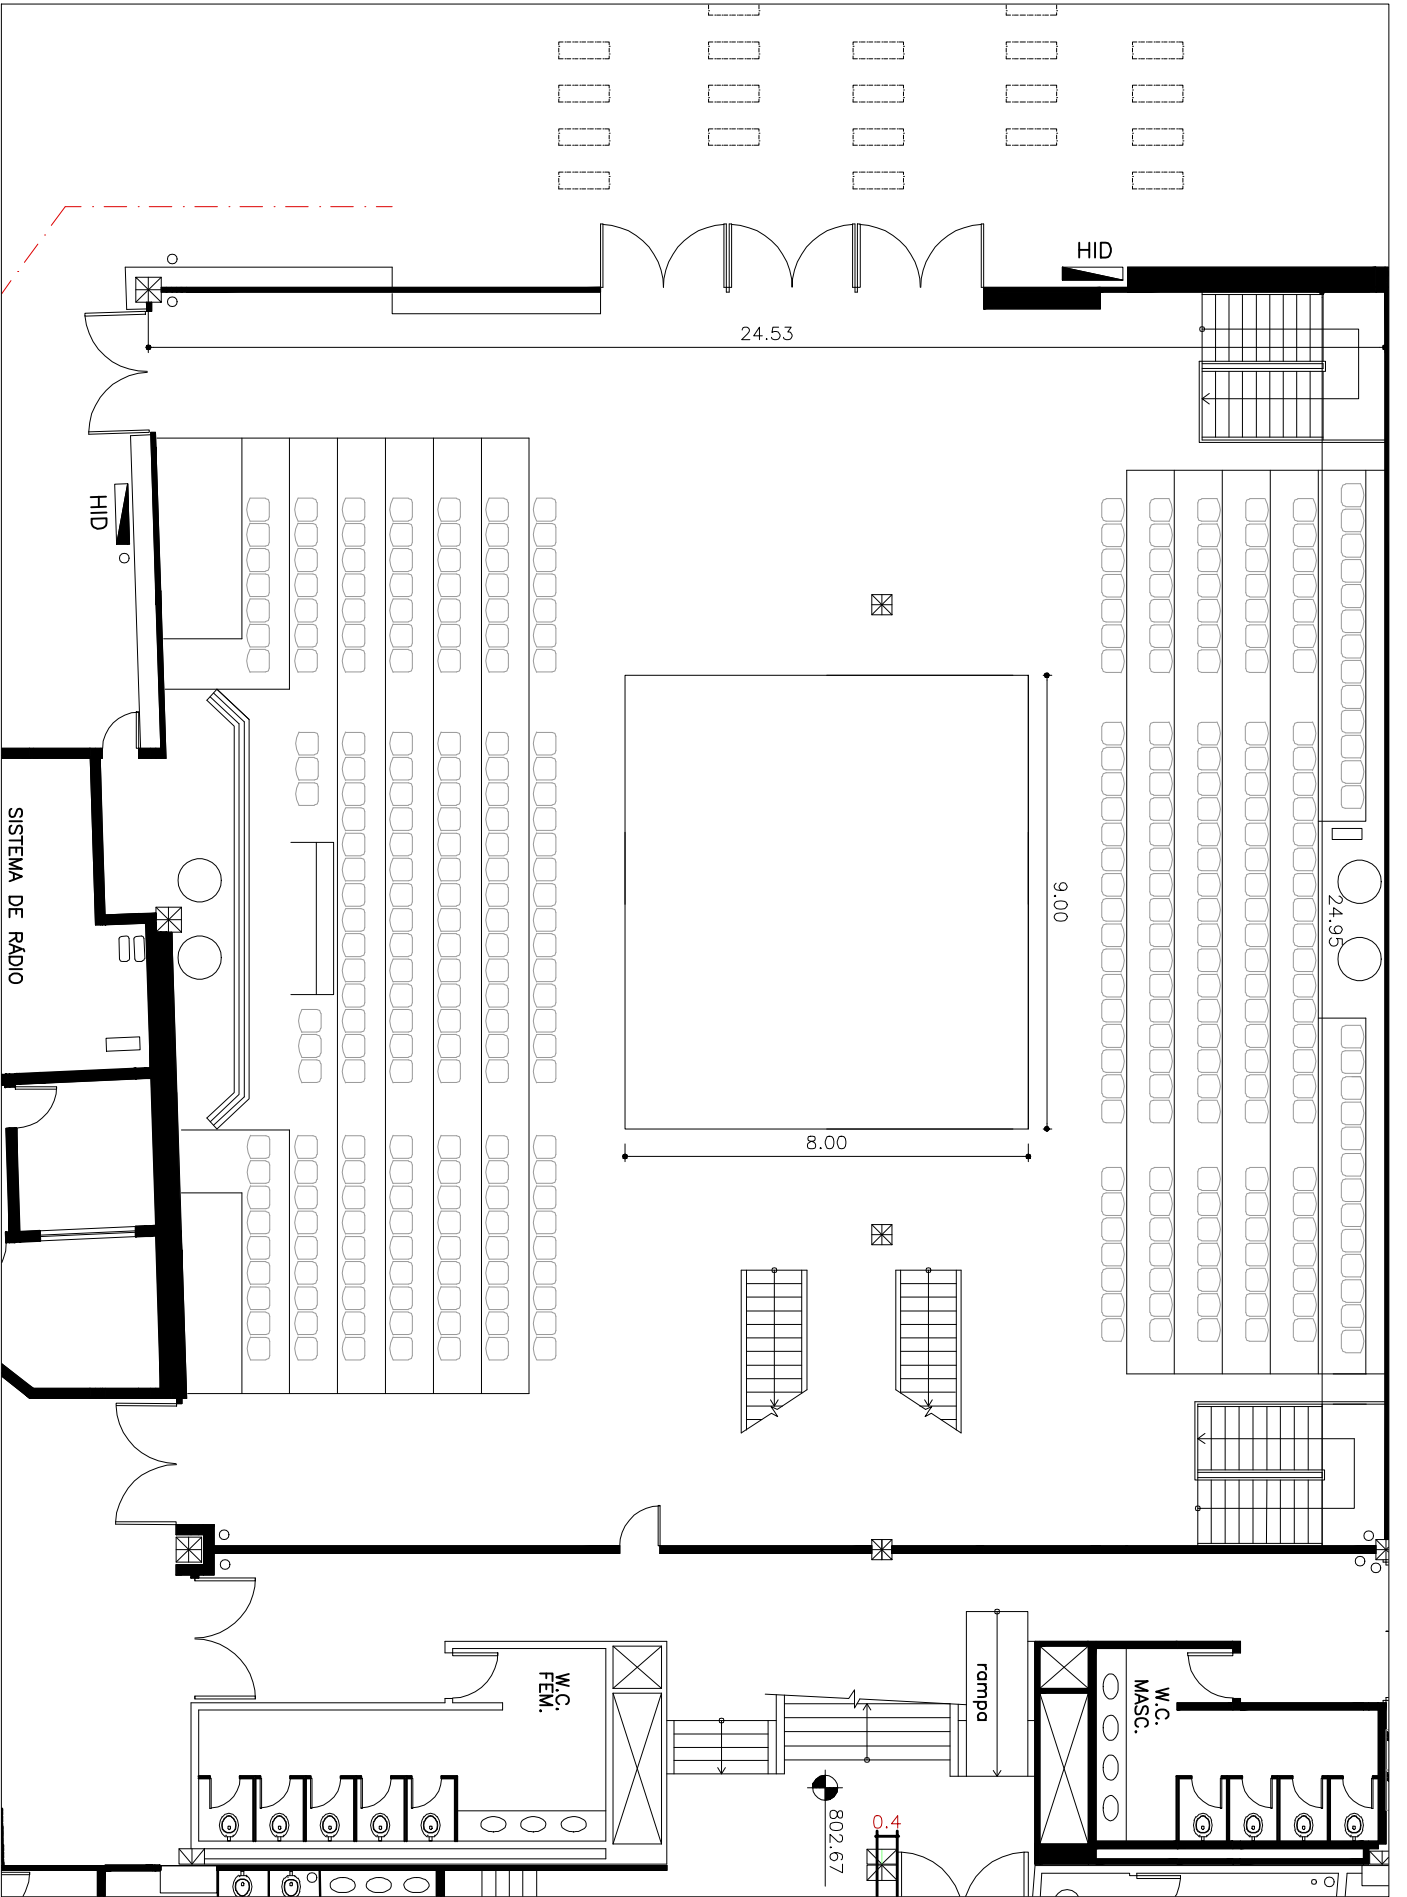 HID
24.53
HID
SISTEMA DE RÁDIO
9.00
24.95
8.00
rampa
W.C.
FEM.
W.C.
MASC.
802.67
0.4